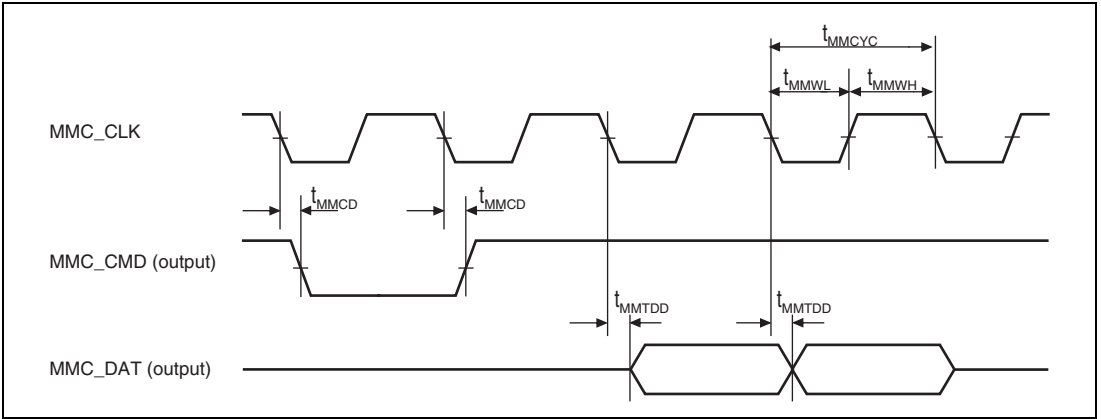 tMMCYC
tMMWL tMMWH
MMC_CLK
tMMCD tMMCD
MMC_CMD (output)
tMMTDD tMMTDD
MMC_DAT (output)